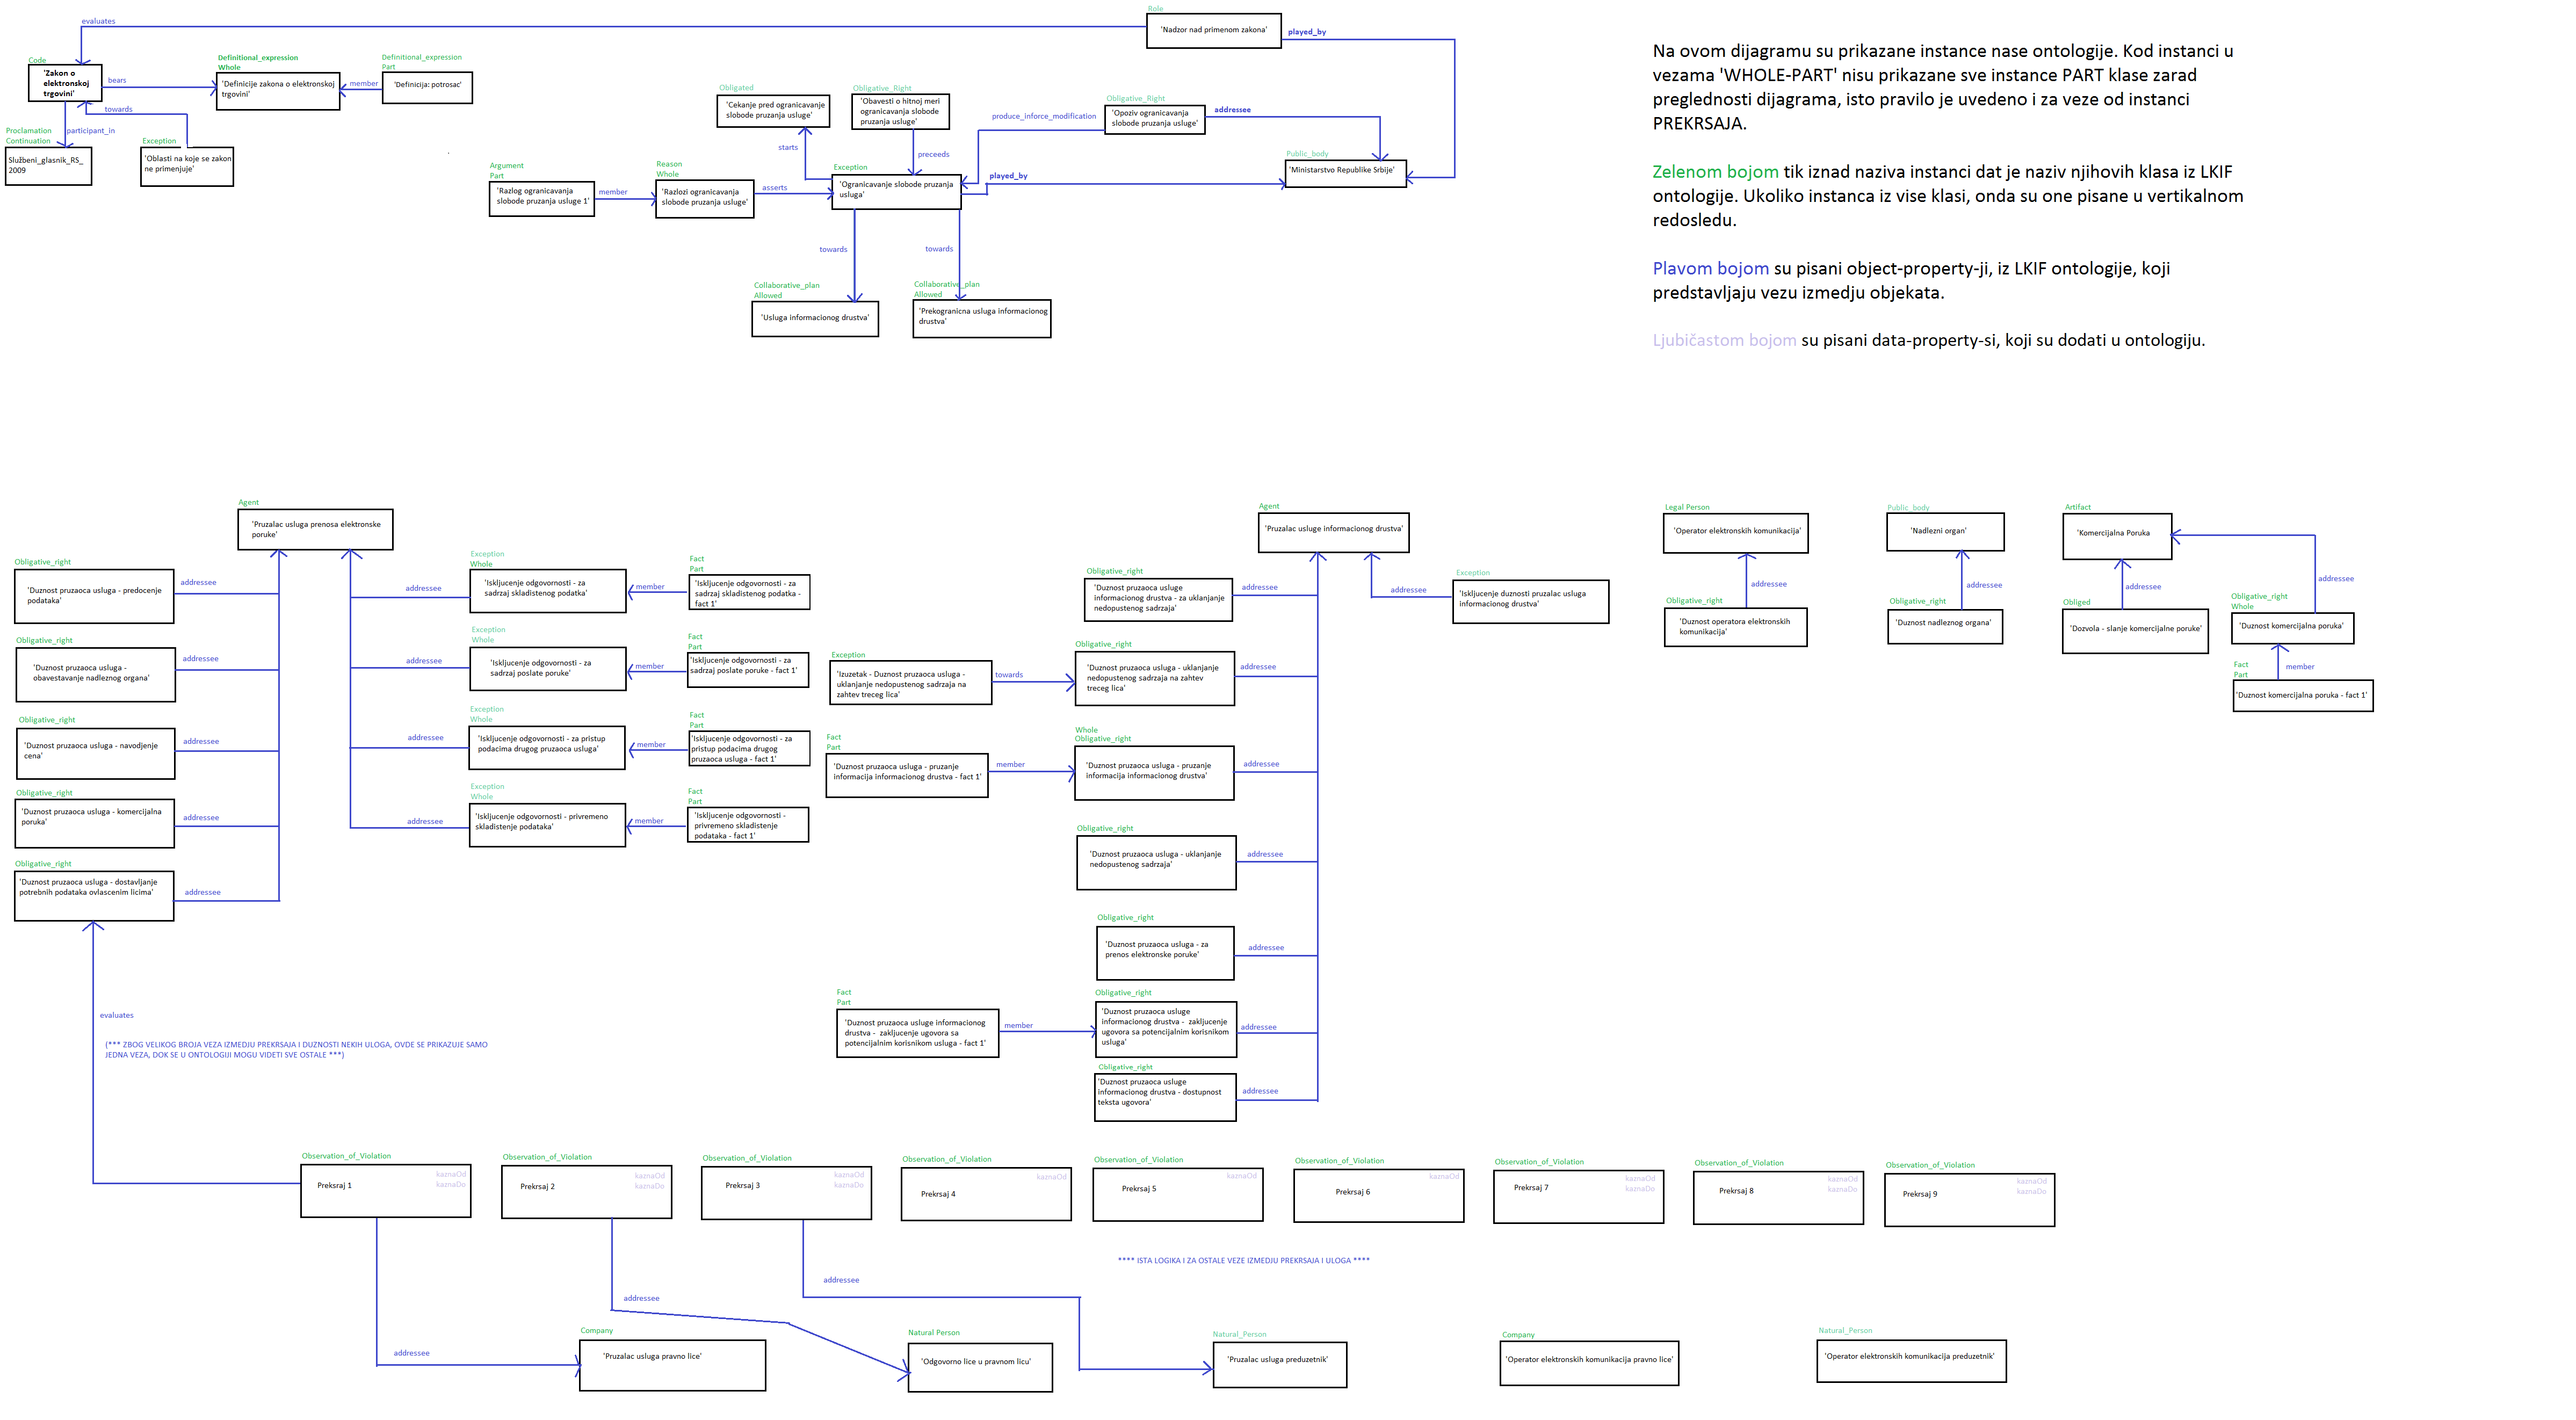 Role
'Nadzor nad primenom zakona'
evaluates
played_by
Code
'Zakon o
elektronskoj
trgovini'
bears
Definitional_expression
Whole
'Definicije zakona o elektronskoj
trgovini'
member
Definitional_expression
Part
'Definicija: potrosac'
towards
Proclamation
Continuation
participant_in
Službenl_glasnik_RS_
2009
Exception
'Oblasti na koje se zakon
ne primenjuje'
Obligated
'Cekanje pred ogranicavanje
slobode pruzanja usluge'
Obligative_Right
'Obavesti o hitnoj meri
ogranicavanja slobode
pruzanja usluge'
produce_inforce_modification
Obligative_Right
'Opoziv ogranicavanja
slobode pruzanja usluge'
addressee
starts
preceeds
Public_body
'Ministarstvo Republike Srbije'
Argument
Part
'Razlog ogranicavanja
slobode pruzanja usluge 1'
member
Reason
Whole
'Razlozi ogranicavanja
slobode pruzanja usluge'
asserts
Exception
'Ogranicavanje slobode pruzanja
usluga'
played_by
towards
towards
Collaborative_plan
Allowed
'Usluga informacionog drustva'
Collaborative_plan
Allowed
'Prekogranicna usluga informacionog
drustva'
Na ovom dijagramu su prikazane instance nase ontologije. Kod instanci u
vezama 'WHOLE-PART' nisu prikazane sve instance PART klase zarad
preglednosti dijagrama, isto pravilo je uvedeno i za veze od instanci
PREKRSAJA.
Zelenom bojom tik iznad naziva instanci dat je naziv njihovih klasa iz LKIF
ontologije. Ukoliko instanca iz vise klasi, onda su one pisane u vertikalnom
redosledu.
Plavom bojom su pisani object-property-ji, iz LKIF ontologije, koji
predstavljaju vezu izmedju objekata.
Ljubičastom bojom su pisani data-property-si, koji su dodati u ontologiju.
Agent
'Pruzalac usluga prenosa elektronske
poruke'
Obligative_right
'Duznost pruzaoca usluga - predocenje
podataka'
addressee
Obligative_right
'Duznost pruzaoca usluga -
obavestavanje nadleznog organa'
addressee
Obligative_right
'Duznost pruzaoca usluga - navodjenje
cena'
addressee
Obligative_right
'Duznost pruzaoca usluga - komercijalna
poruka'
addressee
Obligative_right
'Duznost pruzaoca usluga - dostavljanje
potrebnih podataka ovlascenim licima'
addressee
addressee
Exception
Whole
'Iskljucenje odgovornosti - za
sadrzaj skladistenog podatka'
member
Fact
Part
'Iskljucenje odgovornosti - za
sadrzaj skladistenog podatka -
fact 1'
addressee
Exception
Whole
'Iskljucenje odgovornosti - za
sadrzaj poslate poruke'
member
Fact
Part
'Iskljucenje odgovornosti - za
sadrzaj poslate poruke - fact 1'
addressee
Exception
Whole
'Iskljucenje odgovornosti - za pristup
podacima drugog pruzaoca usluga'
member
Fact
Part
'Iskljucenje odgovornosti - za
pristup podacima drugog
pruzaoca usluga - fact 1'
addressee
Exception
Whole
'Iskljucenje odgovornosti - privremeno
skladistenje podataka'
member
Fact
Part
'Iskljucenje odgovornosti -
privremeno skladistenje
podataka - fact 1'
Agent
'Pruzalac usluge informacionog drustva'
Obligative_right
'Duznost pruzaoca usluge
informacionog drustva - za uklanjanje
nedopustenog sadrzaja'
addressee
addressee
Exception
'Iskljucenje duznosti pruzalac usluga
informacionog drustva'
Exception
'Izuzetak - Duznost pruzaoca usluga -
uklanjanje nedopustenog sadrzaja na
zahtev treceg lica'
towards
Obligative_right
'Duznost pruzaoca usluga - uklanjanje
nedopustenog sadrzaja na zahtev
treceg lica'
addressee
Fact
Part
'Duznost pruzaoca usluga - pruzanje
informacija informacionog drustva - fact 1'
member
Whole
Obligative_right
'Duznost pruzaoca usluga - pruzanje
informacija informacionog drustva'
addressee
Obligative_right
'Duznost pruzaoca usluga - uklanjanje
nedopustenog sadrzaja'
addressee
Obligative_right
'Duznost pruzaoca usluga - za
prenos elektronske poruke'
addressee
Fact
Part
'Duznost pruzaoca usluge informacionog
drustva - zakljucenje ugovora sa
potencijalnim korisnikom usluga - fact 1'
member
Obligative_right
'Duznost pruzaoca usluge
informacionog drustva - zakljucenje
ugovora sa potencijalnim korisnikom
usluga'
addressee
Cbligative_right
'Duznost pruzaoca usluge
informacionog drustva - dostupnost
teksta ugovora'
addressee
Legal Person
'Operator elektronskih komunikacija'
addressee
Obligative_right
'Duznost operatora elektronskih
komunikacija'
Public_body
'Nadlezni organ'
addressee
Obligative_right
'Duznost nadleznog organa'
Artifact
'Komercijalna Poruka
addressee
Obliged
'Dozvola - slanje komercijalne poruke'
addressee
Obligative_right
Whole
'Duznost komercijalna poruka'
member
Fact
Part
'Duznost komercijalna poruka - fact 1'
evaluates
(*** ZBOG VELIKOG BROJA VEZA IZMEDJU PREKRSAJA I DUZNOSTI NEKIH ULOGA, OVDE SE PRIKAZUJE SAMO
JEDNA VEZA, DOK SE U ONTOLOGIJI MOGU VIDETI SVE OSTALE ***)
Observation_of_Violation
kaznaOd
kaznaDo
Preksraj 1
Observation_of_Violation
kaznaOd
kaznaDo
Prekrsaj 2
Observation_of_Violation
kaznaOd
kaznaDo
Prekrsaj 3
Observation_of_Violation
kaznaOd
Prekrsaj 4
Observation_of_Violation
kaznaOd
Prekrsaj 5
Observation_of_Violation
kaznaOd
Prekrsaj 6
Observation_of_Violation
kaznaOd
kaznaDo
Prekrsaj 7
Observation_of_Violation
kaznaOd
kaznaDo
Prekrsaj 8
Observation_of_Violation
kaznaOd
kaznaDo
Prekrsaj 9
**** ISTA LOGIKA I ZA OSTALE VEZE IZMEDJU PREKRSAJA I ULOGA ****
addressee
addressee
addressee
Company
'Pruzalac usluga pravno lice'
Natural Person
'Odgovorno lice u pravnom licu'
Natural_Person
'Pruzalac usluga preduzetnik'
Company
'Operator elektronskih komunikacija pravno lice'
Natural_Person
'Operator elektronskih komunikacija preduzetnik'